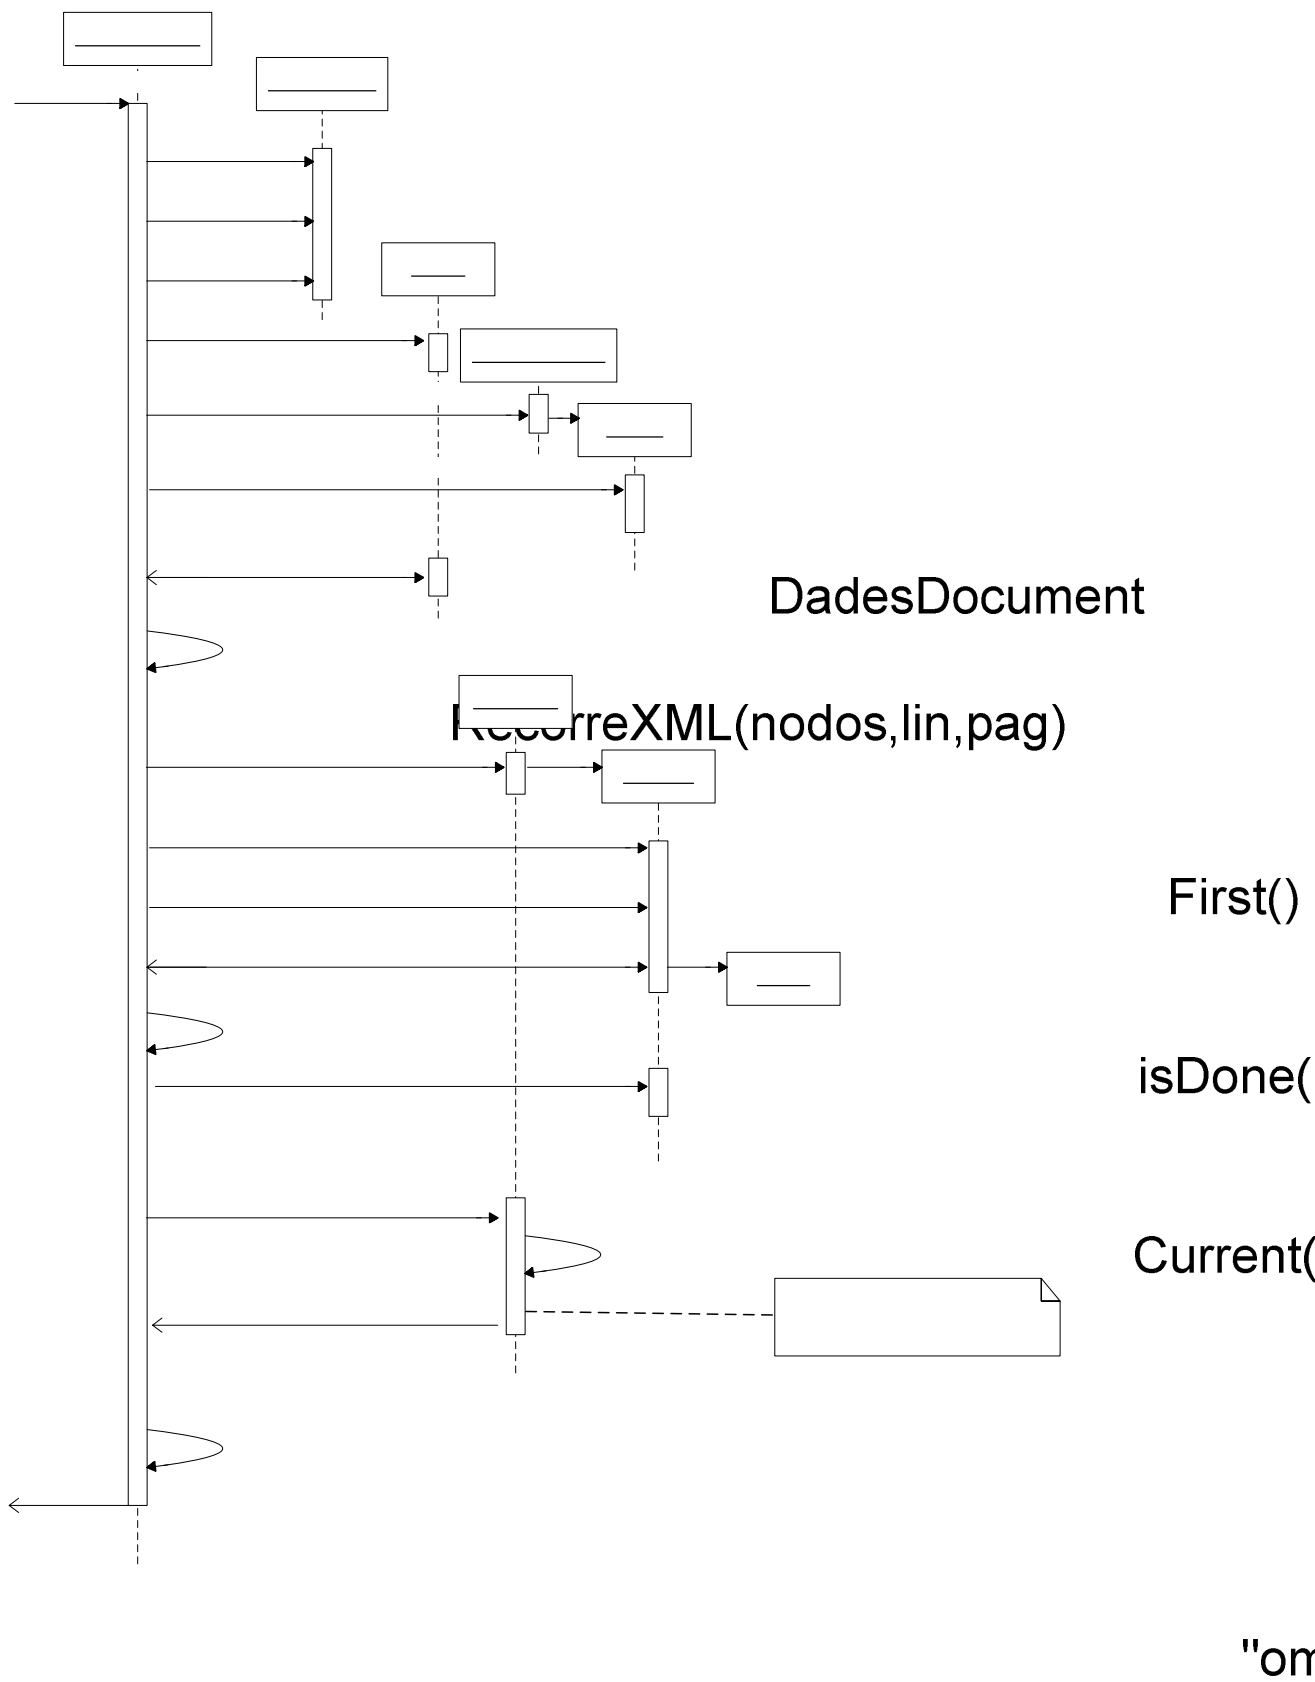 DadesDocument
RecorreXML(nodos,lin,pag)
First()
isDone(
Current(
"om